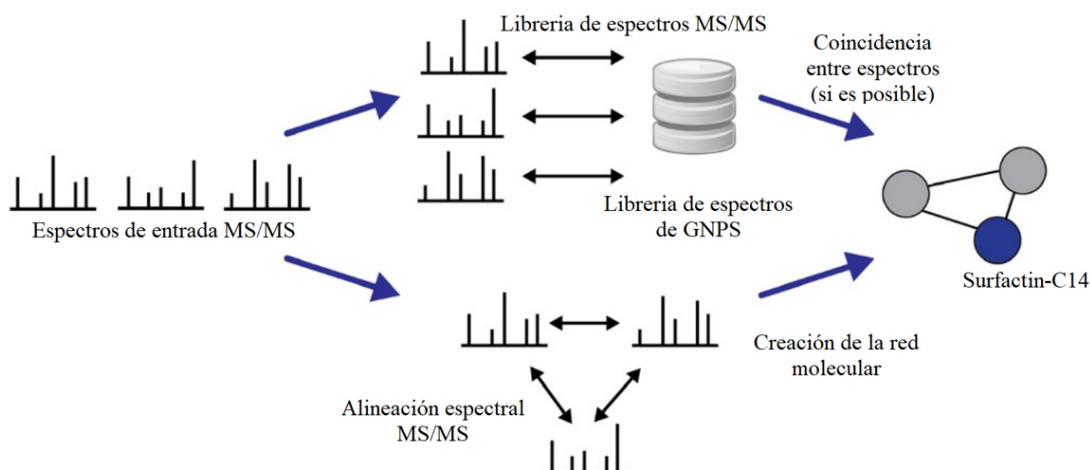 Libreria de espectros MS/MS
Coincidencia
entre espectros
(si es posible)
Espectros de entrada MS/MS
Libreria de espectros
de GNPS
Surfactin-C14
Creación de la red
molecular
Alineación espectral
MS/MS